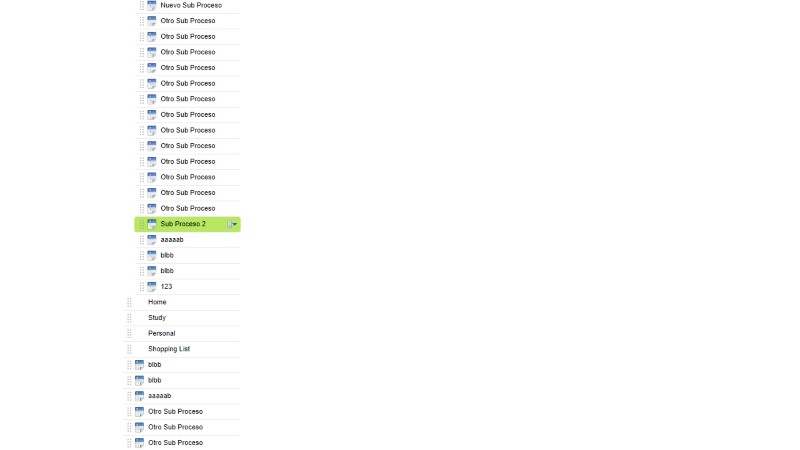 Nuevo Sub Proceso
Otro Sub Proceso
Otro Sub Proceso
Otro Sub Proceso
Otro Sub Proceso
Otro Sub Proceso
Otro Sub Proceso
Otro Sub Proceso
Otro Sub Proceso
Otro Sub Proceso
Otro Sub Proceso
Otro Sub Proceso
Otro Sub Proceso
Otro Sub Proceso
Sub Proceso 2
aaaaab
blbb
blbb
123
Home
Study
Personal
Shopping List
blbb
blbb
aaaaab
Otro Sub Proceso
Otro Sub Proceso
Otro Sub Proceso